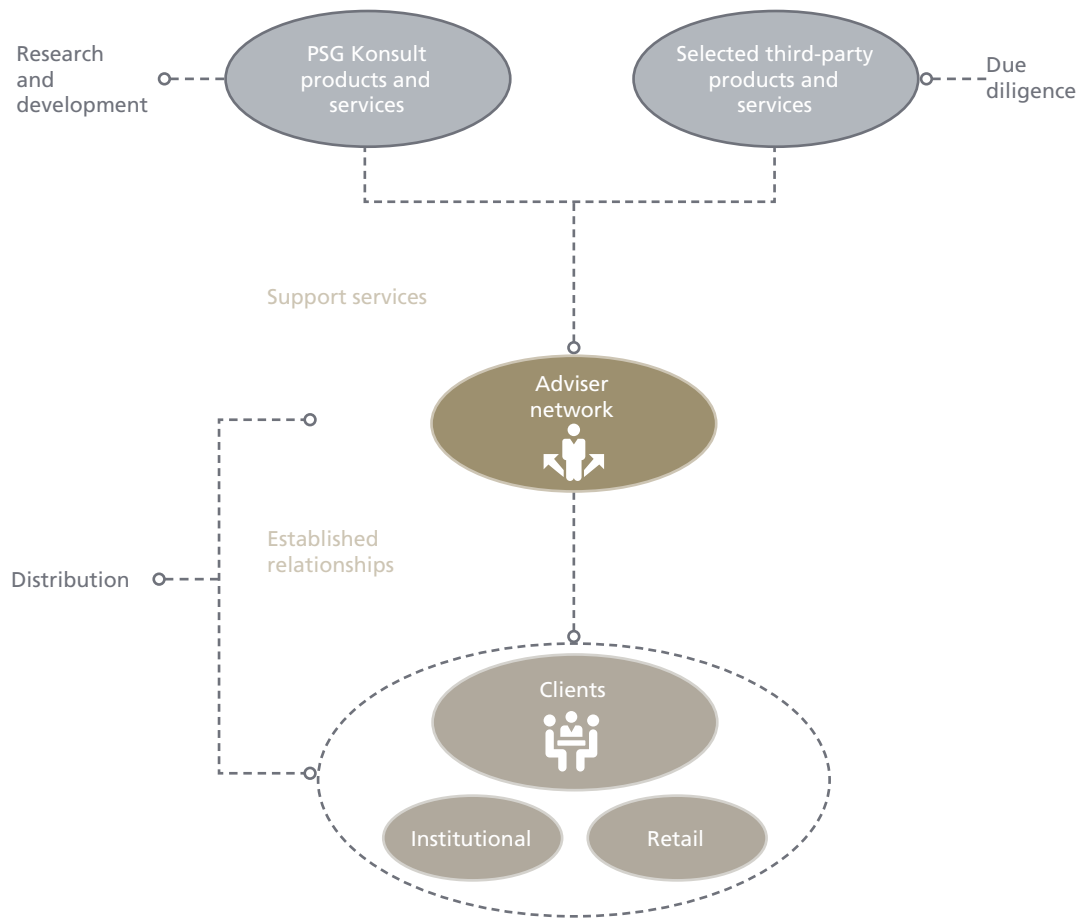 Research
and
development
PSG Konsult
products and
services
Selected third-party
products and
services
Due
diligence
Support services
Adviser
network
Established
relationships
Distribution
Clients
Institutional
Retail